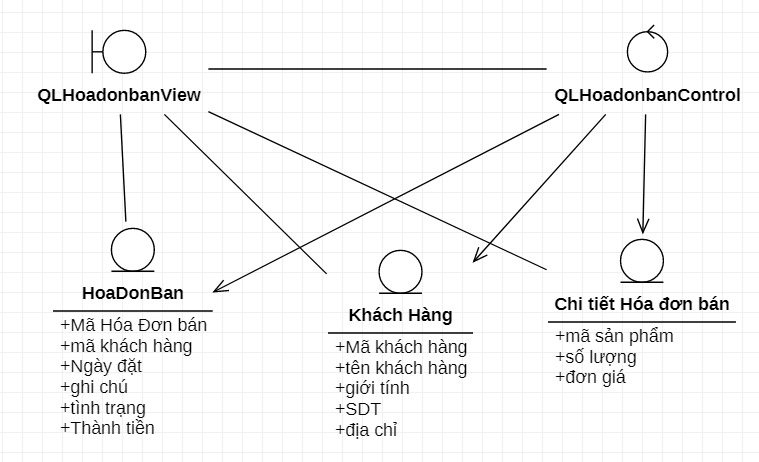 QLHoadonbanView
QLHoadonbanControl
HoaDonBan
+Mã Hóa Đơn bán
+mã khách hàng
+Ngày đặt
+ghi chú
+tình trạng
+Thành tiền
Khách Hàng
+Mã khách hàng
+tên khách hàng
+giới tính
+SDT
+địa chỉ
Chi tiết Hóa đơn bán
+mã sản phẩm
+số lượng
+đơn giá